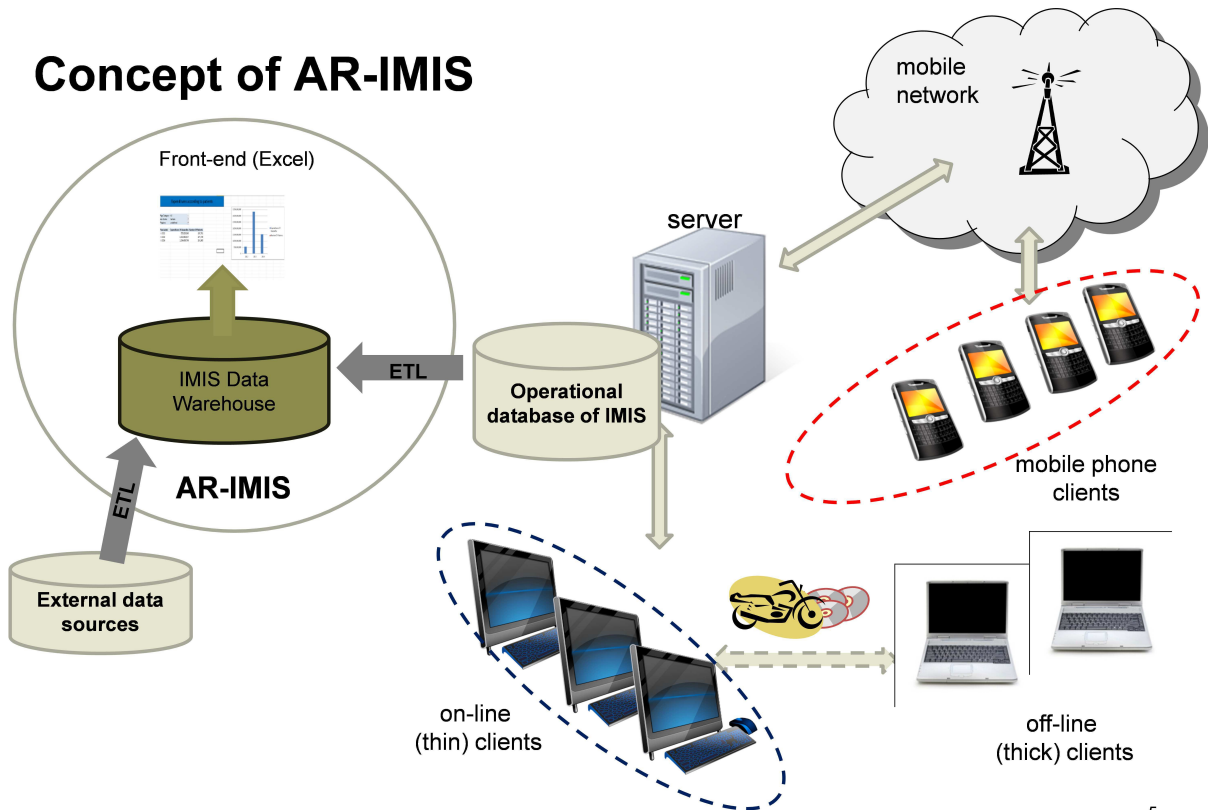 Concept of AR-IMIS
mobile
network
Front-end (Excel)
server
ETL
IMIS Data
Warehouse
Operational
database of IMIS
AR-IMIS
ETL
External data
sources
mobile phone
clients
on-line
(thin) clients
off-line
(thick) clients
5